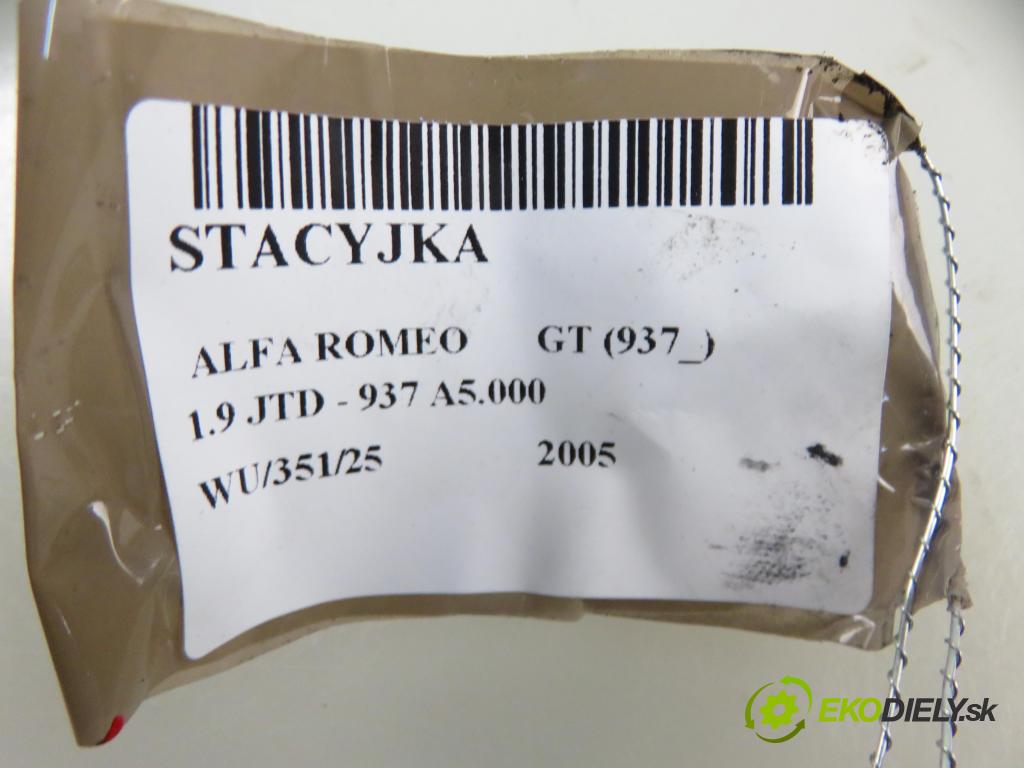 STACYJKA
ALFA ROMEO GT (937_)
1.9 JTD - 937 A5.000
WU/351/25 2005
EKODIELY.sk